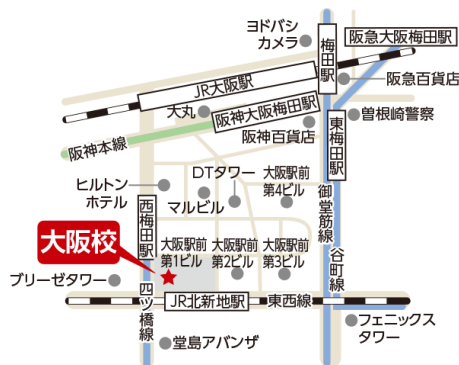 ヨドバシ
カメラ
梅田駅
阪急大阪梅田駅
JR大阪駅
阪急百貨店
大丸
阪神大阪梅田駅
曽根崎警察
阪神百貨店
東梅田駅
阪神本線
DTタワー
大阪駅前
第4ビル
ヒルトン
ホテル
マルビル
御堂筋線
西梅田駅
大阪校
大阪駅前
第1ビル
大阪駅前
第2ビル
大阪駅前
第3ビル
谷町線
ブリーゼタワー
四ツ橋線
JR北新地駅
東西線
フェニックス
タワー
堂島アバンザ